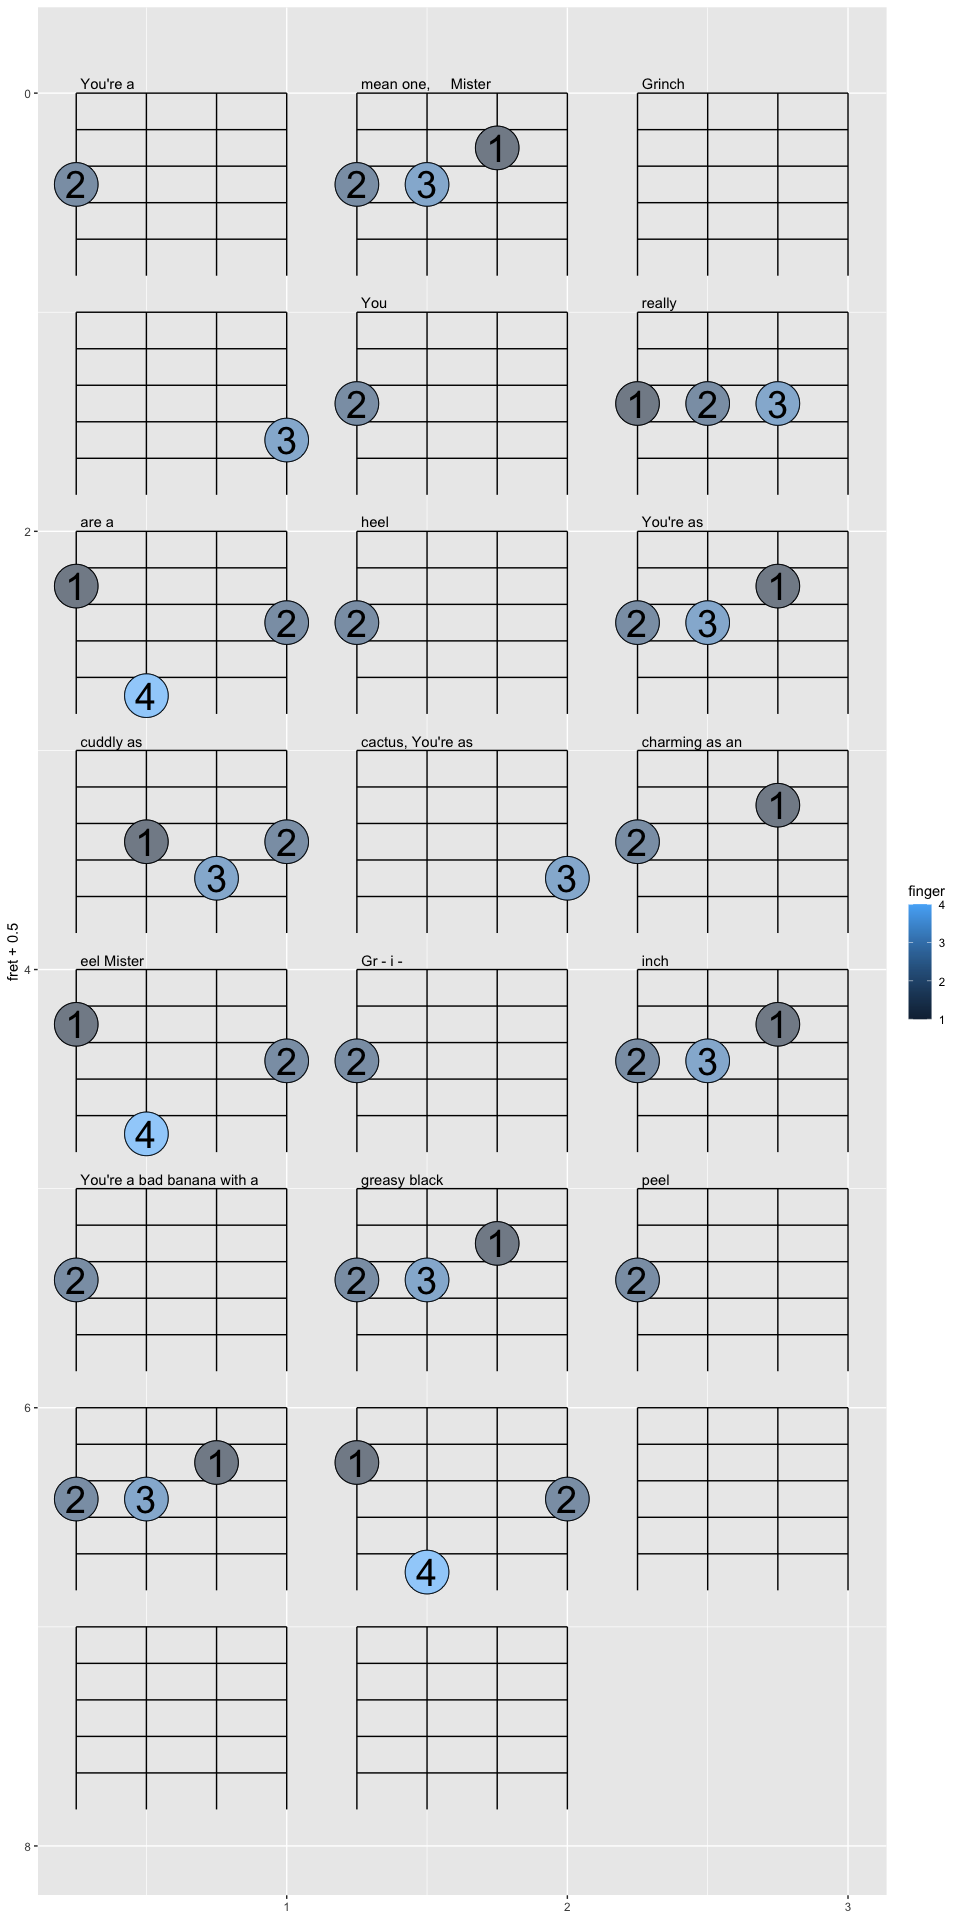 You're a
mean one, Mister
Grinch
0
1
2
3
2
You
really
2
1
2
3
3
2
are a
heel
You're as
1
1
2
2
2
3
4
cuddly as
cactus, You're as
charming as an
1
1
2
2
3
3
finger
4
3
2
1
fret + 0.5
4
eel Mister
Gr - i -
inch
1
1
2
2
2
3
4
You're a bad banana with a
greasy black
peel
1
2
2
3
2
6
1
1
2
3
2
4
8
1
2
3